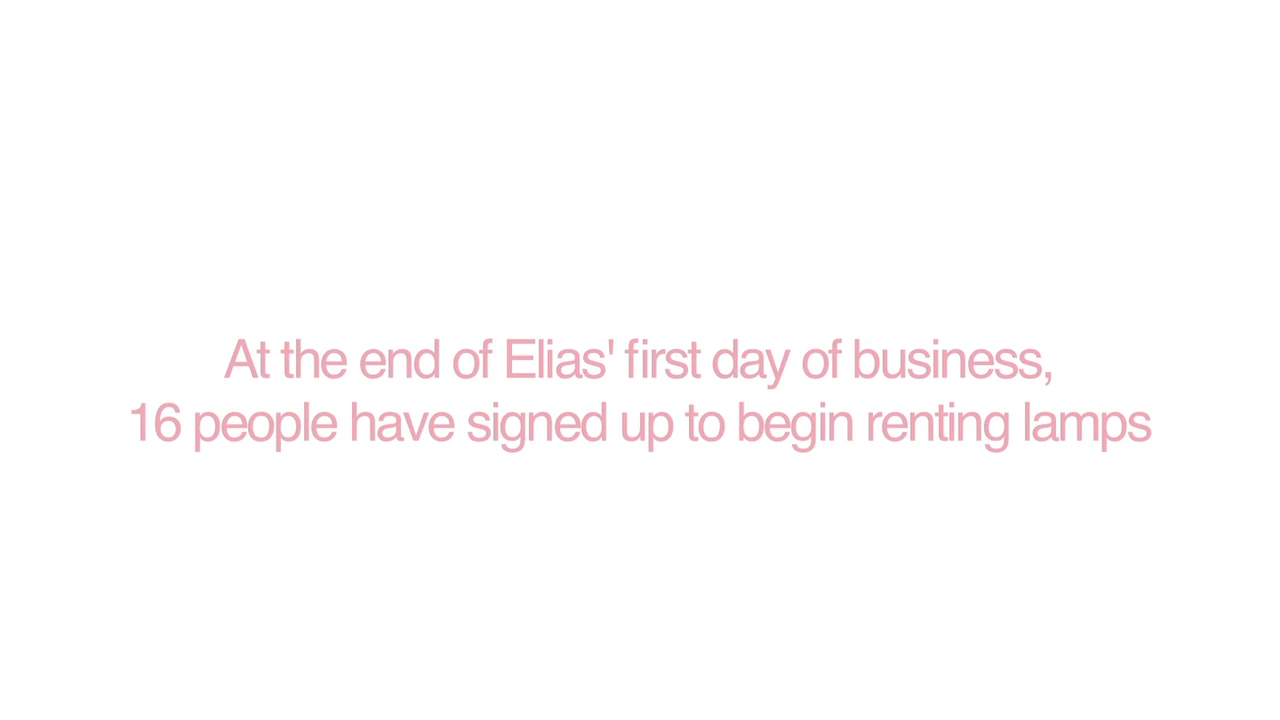 At the end of Elias' first day of business,
16 people have signed up to begin renting lamps